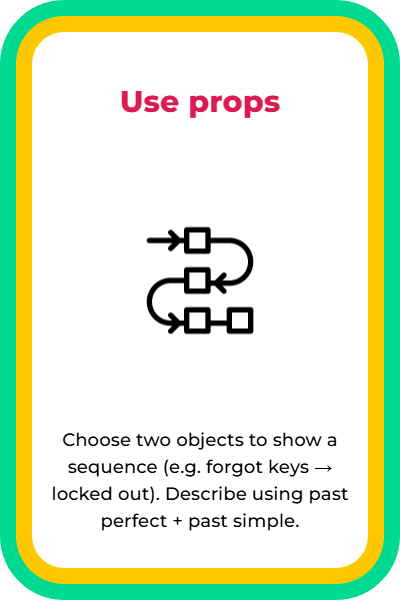 Use props
Choose two objects to show a
sequence (e.g. forgot keys →
locked out). Describe using past
perfect + past simple.